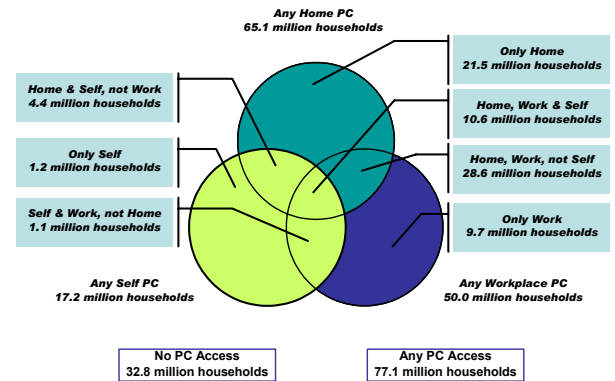 Any Home PC
65.1 million households
Only Home
21.5 million households
Home & Self, not Work
4.4 million households
Home, Work & Self
10.6 million households
Only Self
1.2 million households
Home, Work, not Self
28.6 million households
Self & Work, not Home
1.1 million households
Only Work
9.7 million households
Any Self PC
17.2 million households
Any Workplace PC
50.0 million households
No PC Access
32.8 million households
Any PC Access
77.1 million households